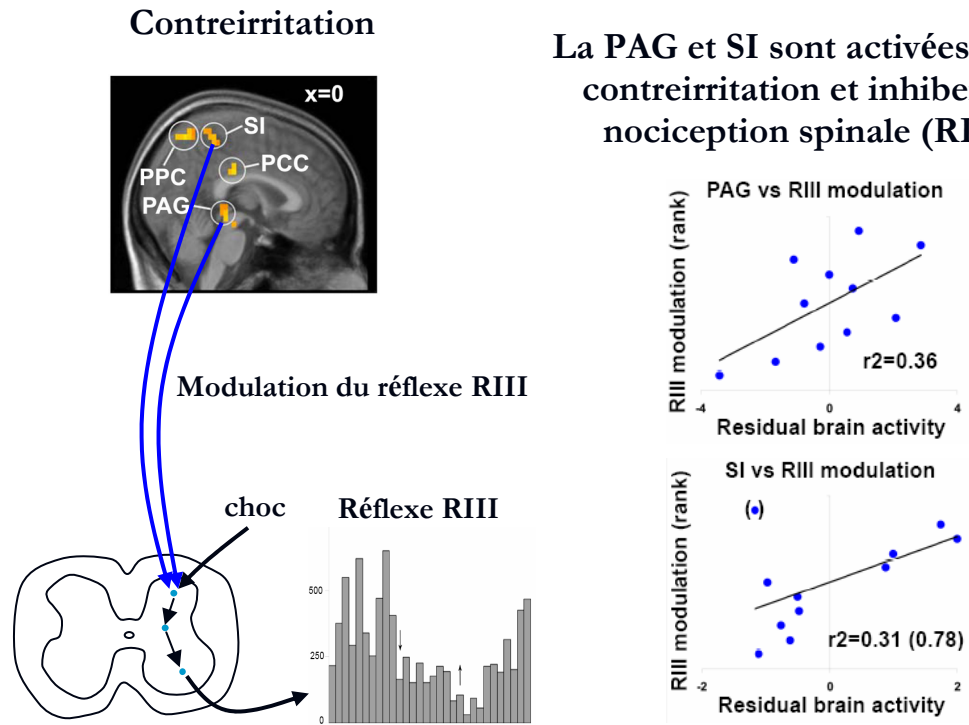 Contreirritation
La PAG et SI sont activées
contreirritation et inhibe
nociception spinale (RI
x=0
SI
PPC
PCC
PAG
Modulation du réflexe RIII
choc
Réflexe RIII
500
250
0
PAG vs RIII modulation
RIII modulation (rank)
r2=0.36
-4
0
4
Residual brain activity
SI vs RIII modulation
RIII modulation (rank)
( )
r2=0.31 (0.78)
-2
0
2
Residual brain activity